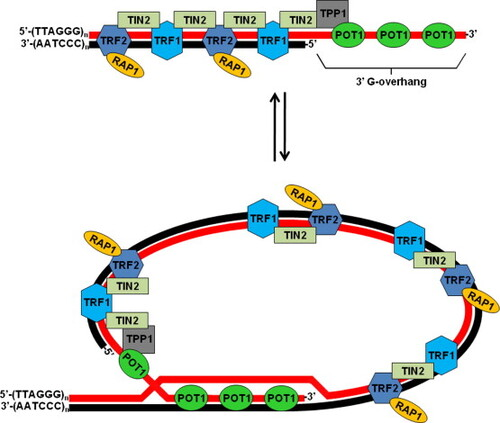 TPP1
TIN2 TIN2 TIN2 TIN2
5'-(TTAGGG)n
3'-(AATCCC)n
TRF2 TRF1 TRF2 TRF1
-5'
POT1 POT1 POT1
-3'
RAP1 RAP1
3' G-overhang
RAP1
TRF1 TRF2
TIN2
RAP1
TRF2
TRF1
TIN2
TRF2
RAP1
TIN2
TRF1
TIN2
-5'
TPP1
POT1
TRF1
TIN2
TRF2
RAP1
5'-(TTAGGG)n
3'-(AATCCC)n
POT1 POT1 POT1
-3'